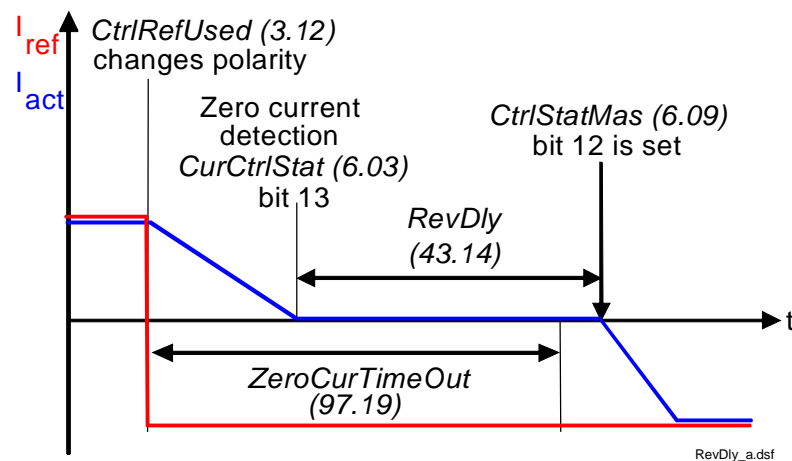 I ref
I act
CtrlRefUsed (3.12)
changes polarity
Zero current
detection
CurCtrlStat (6.03)
bit 13
CtrlStatMas (6.09)
bit 12 is set
RevDly
(43.14)
t
ZeroCurTimeOut
(97.19)
RevDly_a.dsf